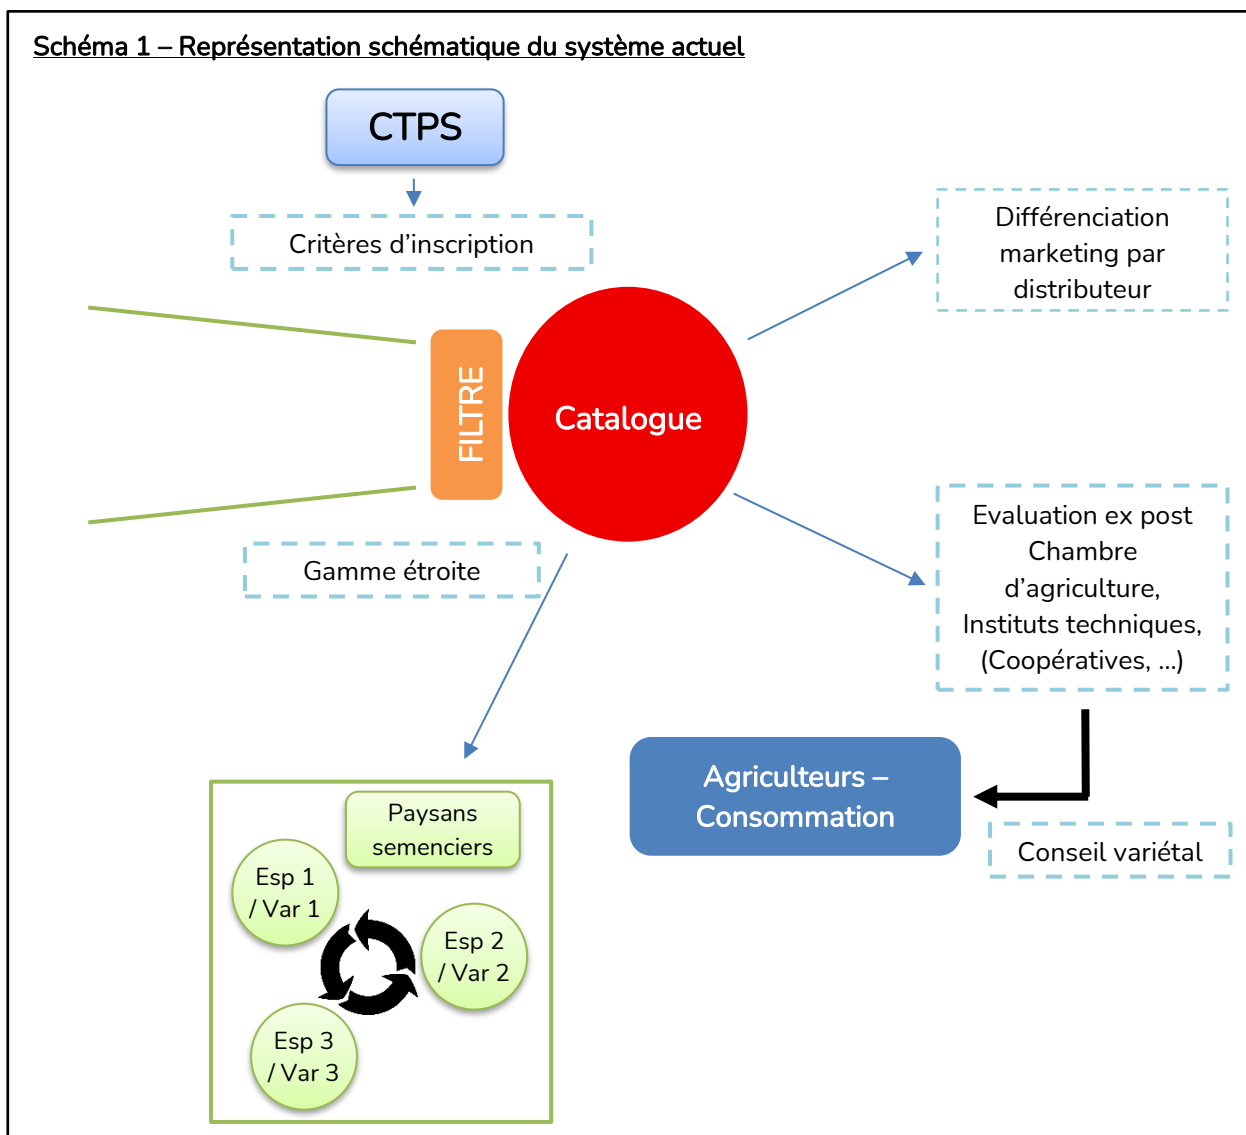 Schéma 1 – Représentation schématique du système actuel
CTPS
Critères d'inscription
Différenciation
marketing par
distributeur
FILTRE
Catalogue
Gamme étroite
Evaluation ex post
Chambre
d'agriculture,
Instituts techniques,
(Coopératives, ...)
Agriculteurs –
Consommation
Conseil variétal
Paysans
semenciers
Esp 1
/ Var 1
Esp 2
/ Var 2
Esp 3
/ Var 3